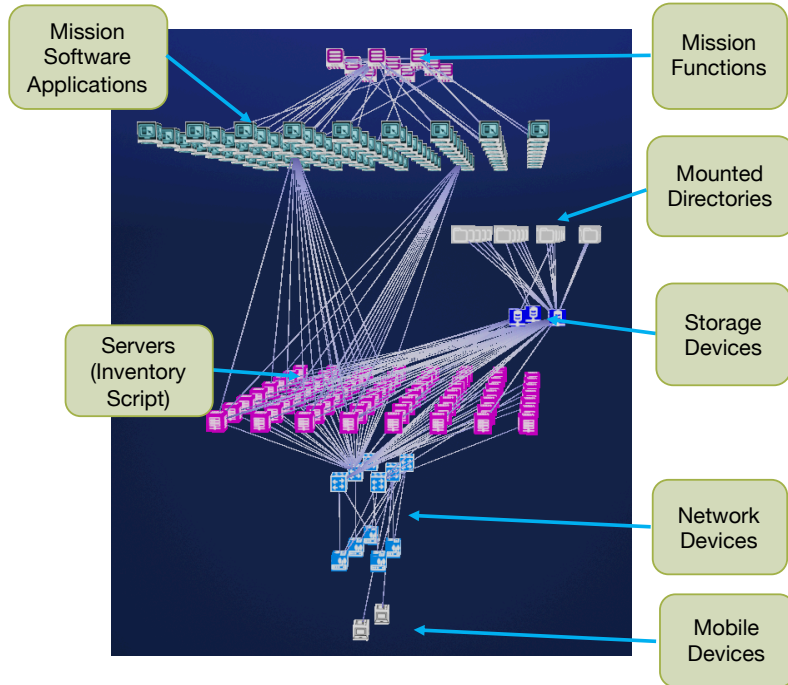 Mission
Software
Applications
Mission
Functions
Mounted
Directories
Storage
Devices
Servers
(Inventory
Script)
Network
Devices
Mobile
Devices